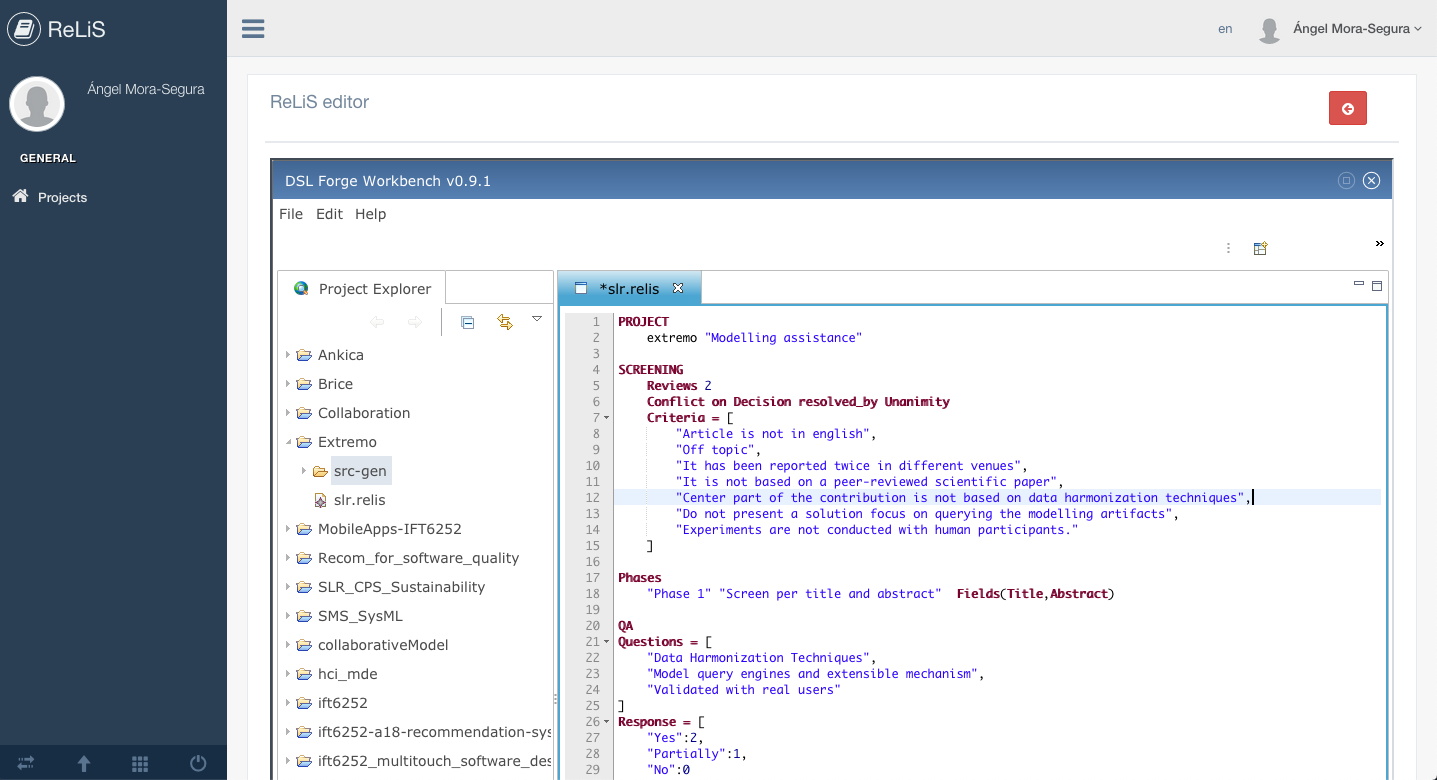 ReLiS
en
Ángel Mora-Segura
Ángel Mora-Segura
GENERAL
Projects
ReLiS editor
DSL Forge Workbench v0.9.1
File Edit Help
»
Project Explorer
Ankica
Brice
Collaboration
Extremo
src-gen
slr.relis
MobileApps-IFT6252
Recom_for_software_quality
SLR_CPS_Sustainability
SMS_SysML
collaborativeModel
hci_mde
ift6252
ift6252-a18-recommendation-sys
ift6252_multitouch_software_des
*slr.relis
1 PROJECT
2 extremo "Modelling assistance"
3
4 SCREENING
5 Reviews 2
6 Conflict on Decision resolved_by Unanimity
7 Criteria = [
8 "Article is not in english",
9 "Off topic",
10 "It has been reported twice in different venues",
11 "It is not based on a peer-reviewed scientific paper",
12 "Center part of the contribution is not based on data harmonization techniques",
13 "Do not present a solution focus on querying the modelling artifacts",
14 "Experiments are not conducted with human participants."
15 ]
16
17 Phases
18 "Phase 1" "Screen per title and abstract" Fields(Title,Abstract)
19
20 QA
21 Questions = [
22 "Data Harmonization Techniques",
23 "Model query engines and extensible mechanism",
24 "Validated with real users"
25 ]
26 Response = [
27 "Yes":2,
28 "Partially":1,
29 "No":0